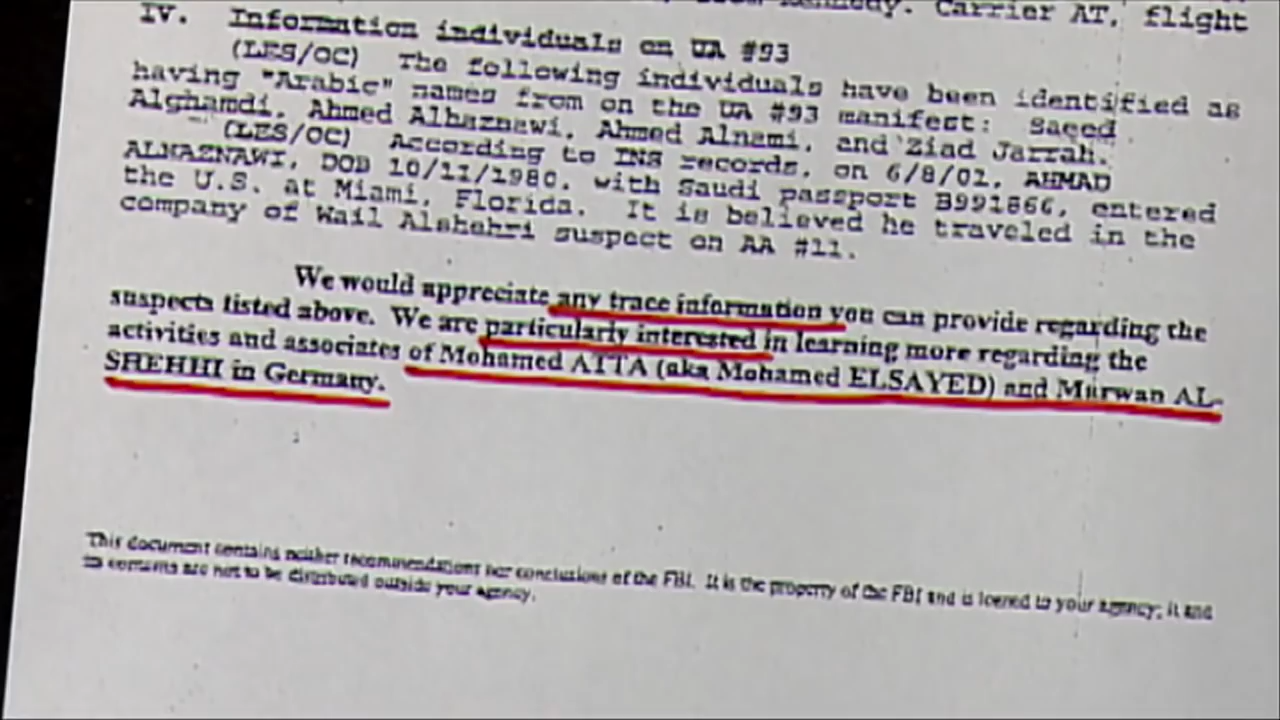 Kennedy. Carrier AT, flight
IV. Information individuals on UA #93
(LES/OC) The following individuals have been identified as
having "Arabic" names from on the UA #93 manifest: Saeed
Alghamdi, Ahmed Alhaznawi, Ahmed Alnami, and Ziad Jarrah.
(LES/OC) According to INS records, on 6/8/01, AHMAD
ALHAZNAWI, DOB 10/11/1980, with Saudi passport B991866, entered
the U.S. at Miami, Florida. It is believed he traveled in the
company of Wail Alshehri suspect on AA #11.
We would appreciate any trace information you can provide regarding the
suspects listed above. We are particularly interested in learning more regarding the
activities and associates of Mohamed ATTA (aka Mohamed ELSAYED) and Murwan AL-
SHEHHI in Germany.
This document contains neither recommendations nor conclusions of the FBI. It is the property of the FBI and is loaned to your agency; it and
its contents are not to be distributed outside your agency.